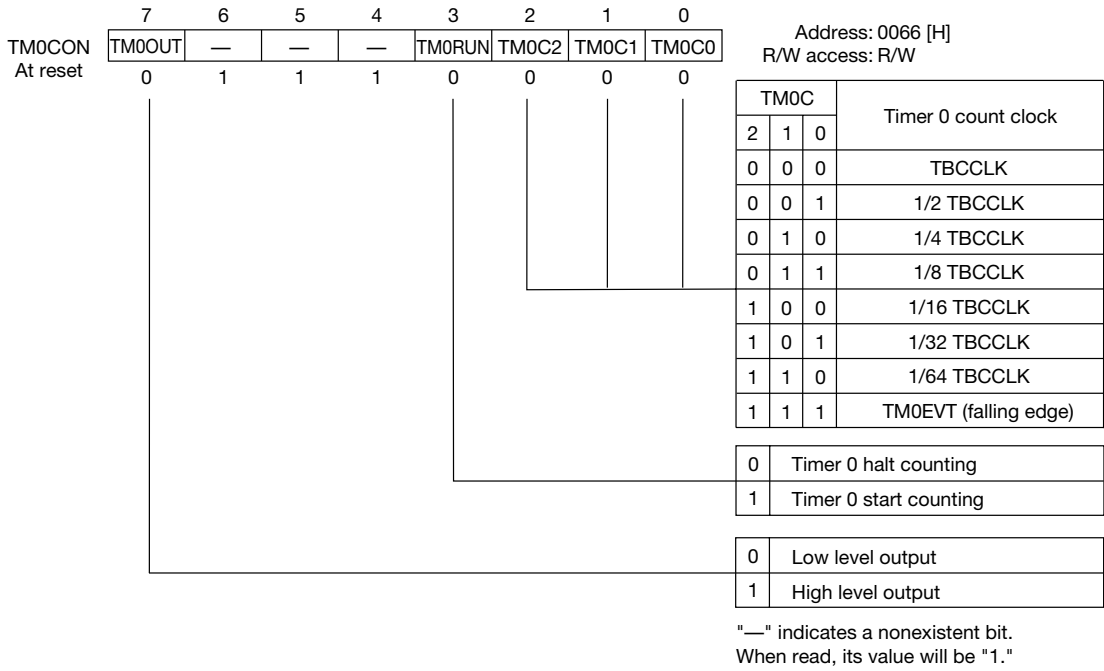 7 6 5 4 3 2 1 0
TM0CON TM0OUT — — — TM0RUN TM0C2 TM0C1 TM0C0
At reset 0 1 1 1 0 0 0 0
Address: 0066 [H]
R/W access: R/W
TM0C Timer 0 count clock
2 1 0
0 0 0 TBCCLK
0 0 1 1/2 TBCCLK
0 1 0 1/4 TBCCLK
0 1 1 1/8 TBCCLK
1 0 0 1/16 TBCCLK
1 0 1 1/32 TBCCLK
1 1 0 1/64 TBCCLK
1 1 1 TM0EVT (falling edge)
0 Timer 0 halt counting
1 Timer 0 start counting
0 Low level output
1 High level output
"—" indicates a nonexistent bit.
When read, its value will be "1."